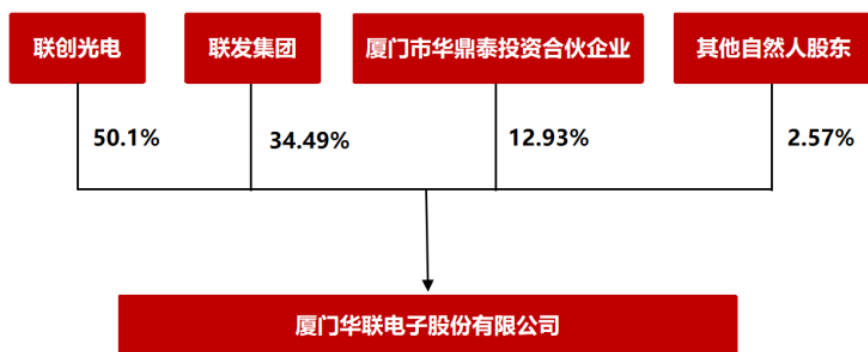 联创光电
联发集团
厦门市华鼎泰投资合伙企业
其他自然人股东
50.1%
34.49%
12.93%
2.57%
厦门华联电子股份有限公司